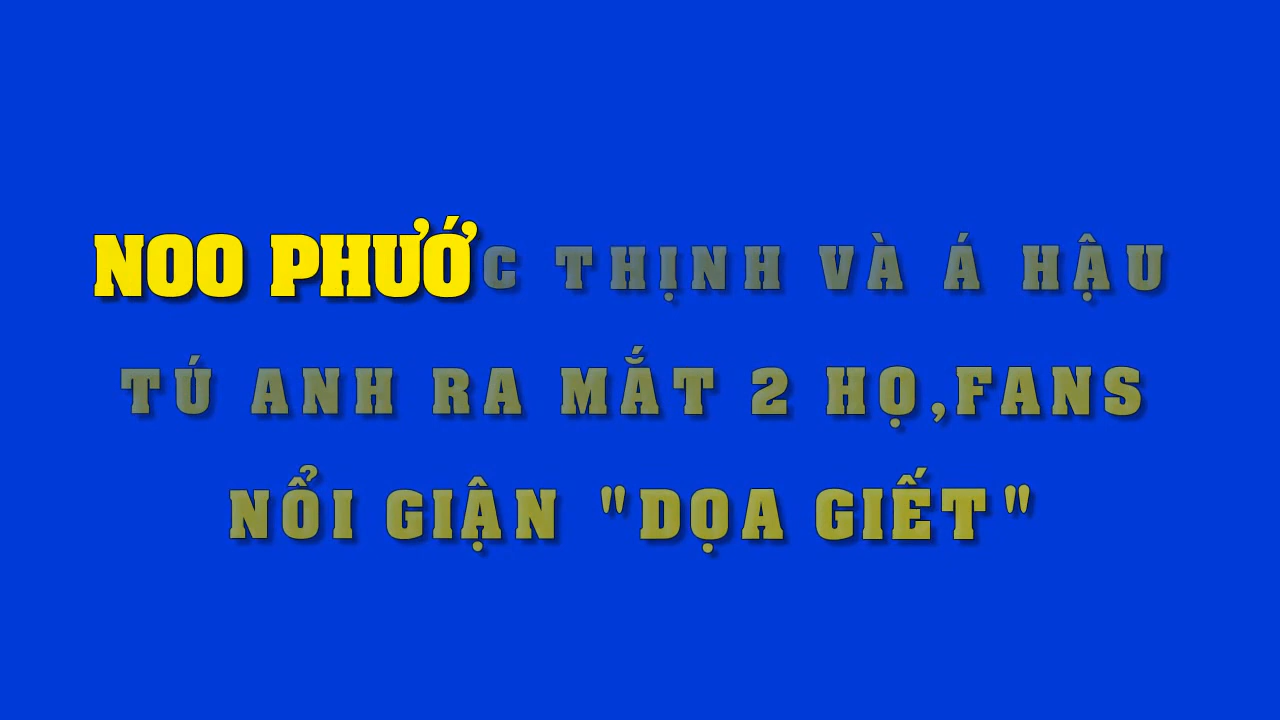 NOO PHƯỚC THỊNH VÀ Á HẬU
TÚ ANH RA MẮT 2 HỌ,FANS
NỔI GIẬN "DỌA GIẾT"